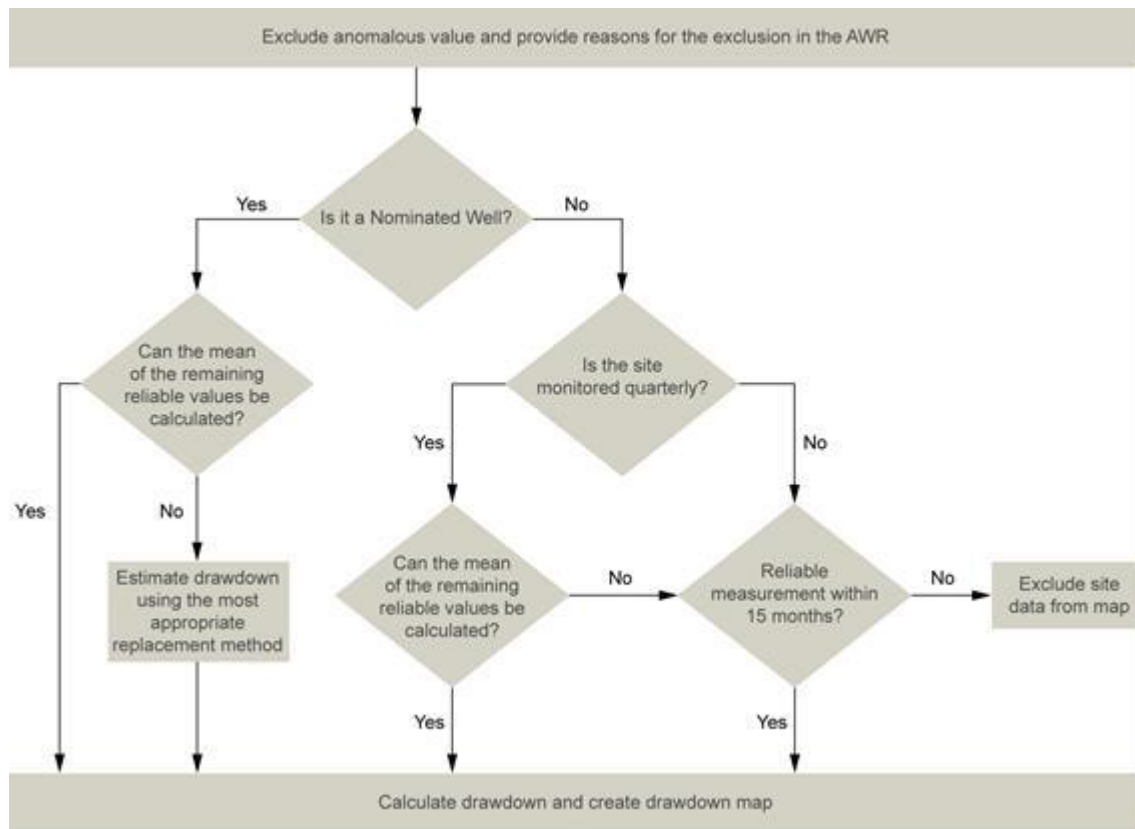 Exclude anomalous value and provide reasons for the exclusion in the AWR
Yes
Is it a Nominated Well?
No
Can the mean
of the remaining
reliable values be
calculated?
Is the site
monitored quarterly?
Yes
No
Yes
No
Estimate drawdown
using the most
appropriate
replacement method
Can the mean
of the remaining
reliable values be
calculated?
No
Reliable
measurement within
15 months?
No
Exclude site
data from map
Yes
Yes
Calculate drawdown and create drawdown map